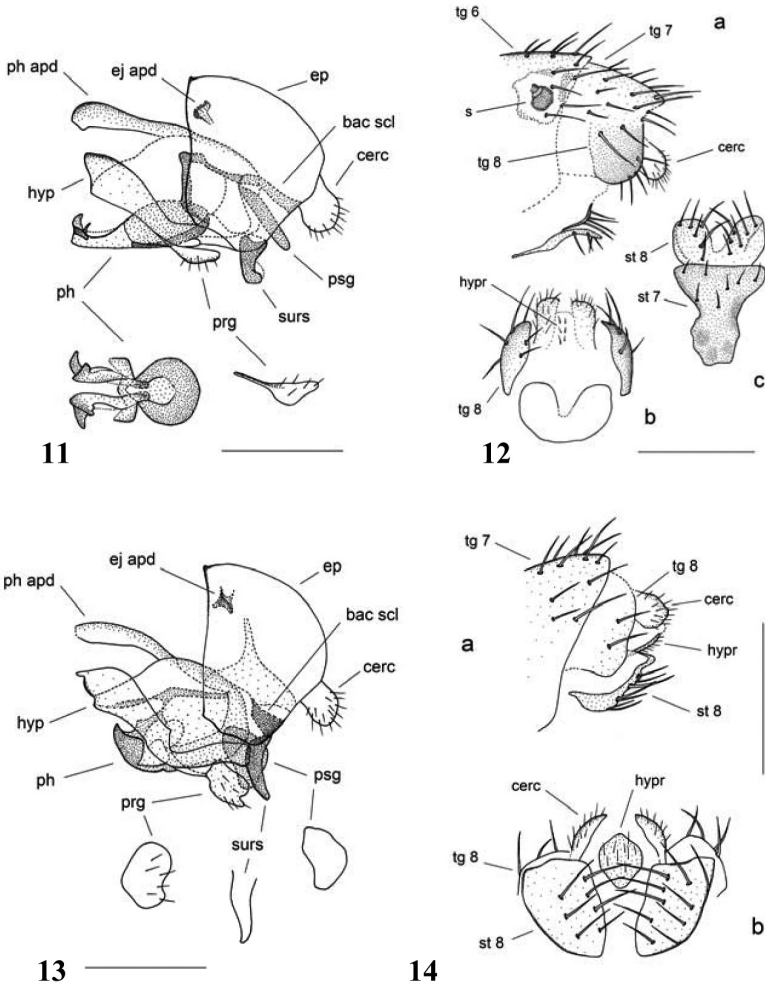 ph apd
ej apd
ep
bac scl
cerc
hyp
ph
prg
surs
psg
11
tg 6
tg 7
a
s
tg 8
cerc
st 8
hypr
st 7
tg 8
b
c
12
ph apd
ej apd
ep
bac scl
cerc
hyp
ph
prg
surs
psg
13
tg 7
tg 8
cerc
a
hypr
st 8
cerc
hypr
tg 8
st 8
b
14